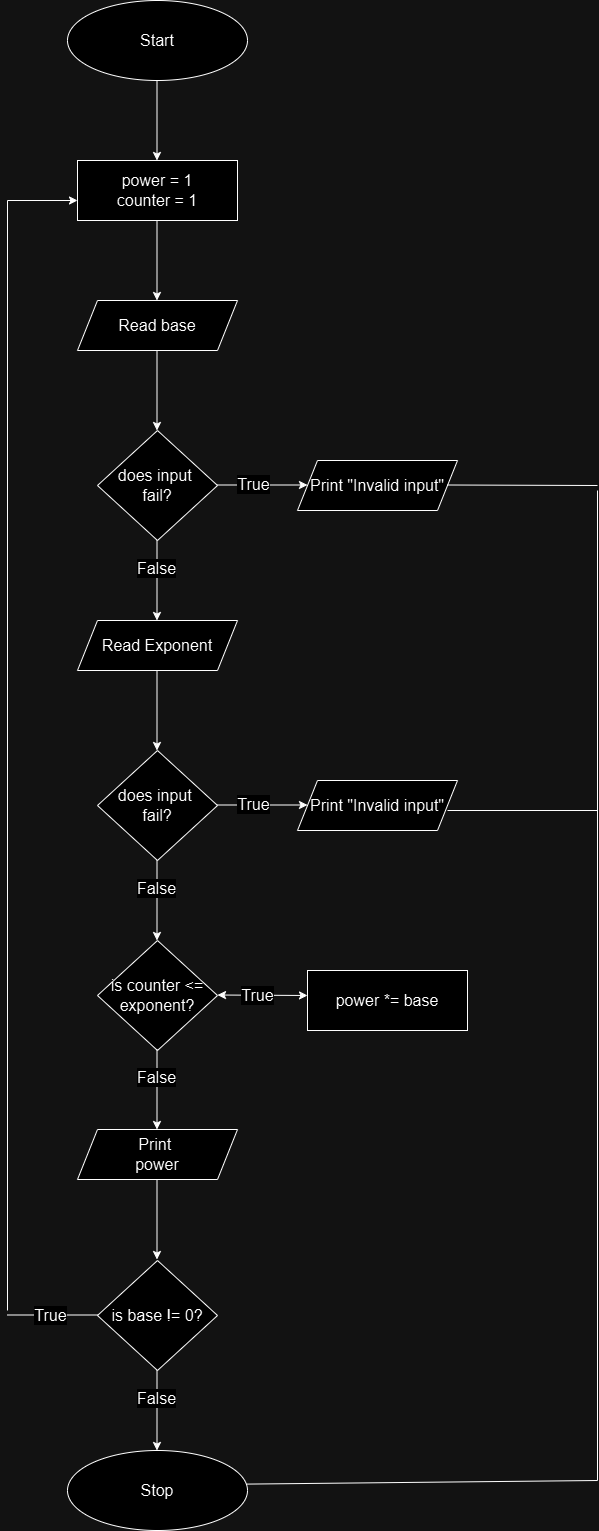 Start
power = 1
counter = 1
Read base
does input
fail?
True
Print "Invalid input"
False
Read Exponent
does input
fail?
True
Print "Invalid input"
False
is counter <=
exponent?
True
power *= base
False
Print
power
is base != 0?
True
False
Stop